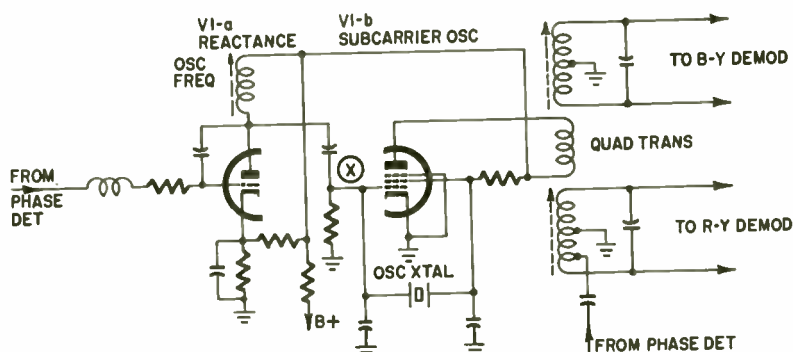 V1-a
REACTANCE
V1-b
SUBCARRIER OSC
OSC
FREQ
TO B-Y DEMOD
QUAD TRANS
FROM
PHASE
DET
X
TO R-Y DEMOD
OSC XTAL
B+
FROM PHASE DET